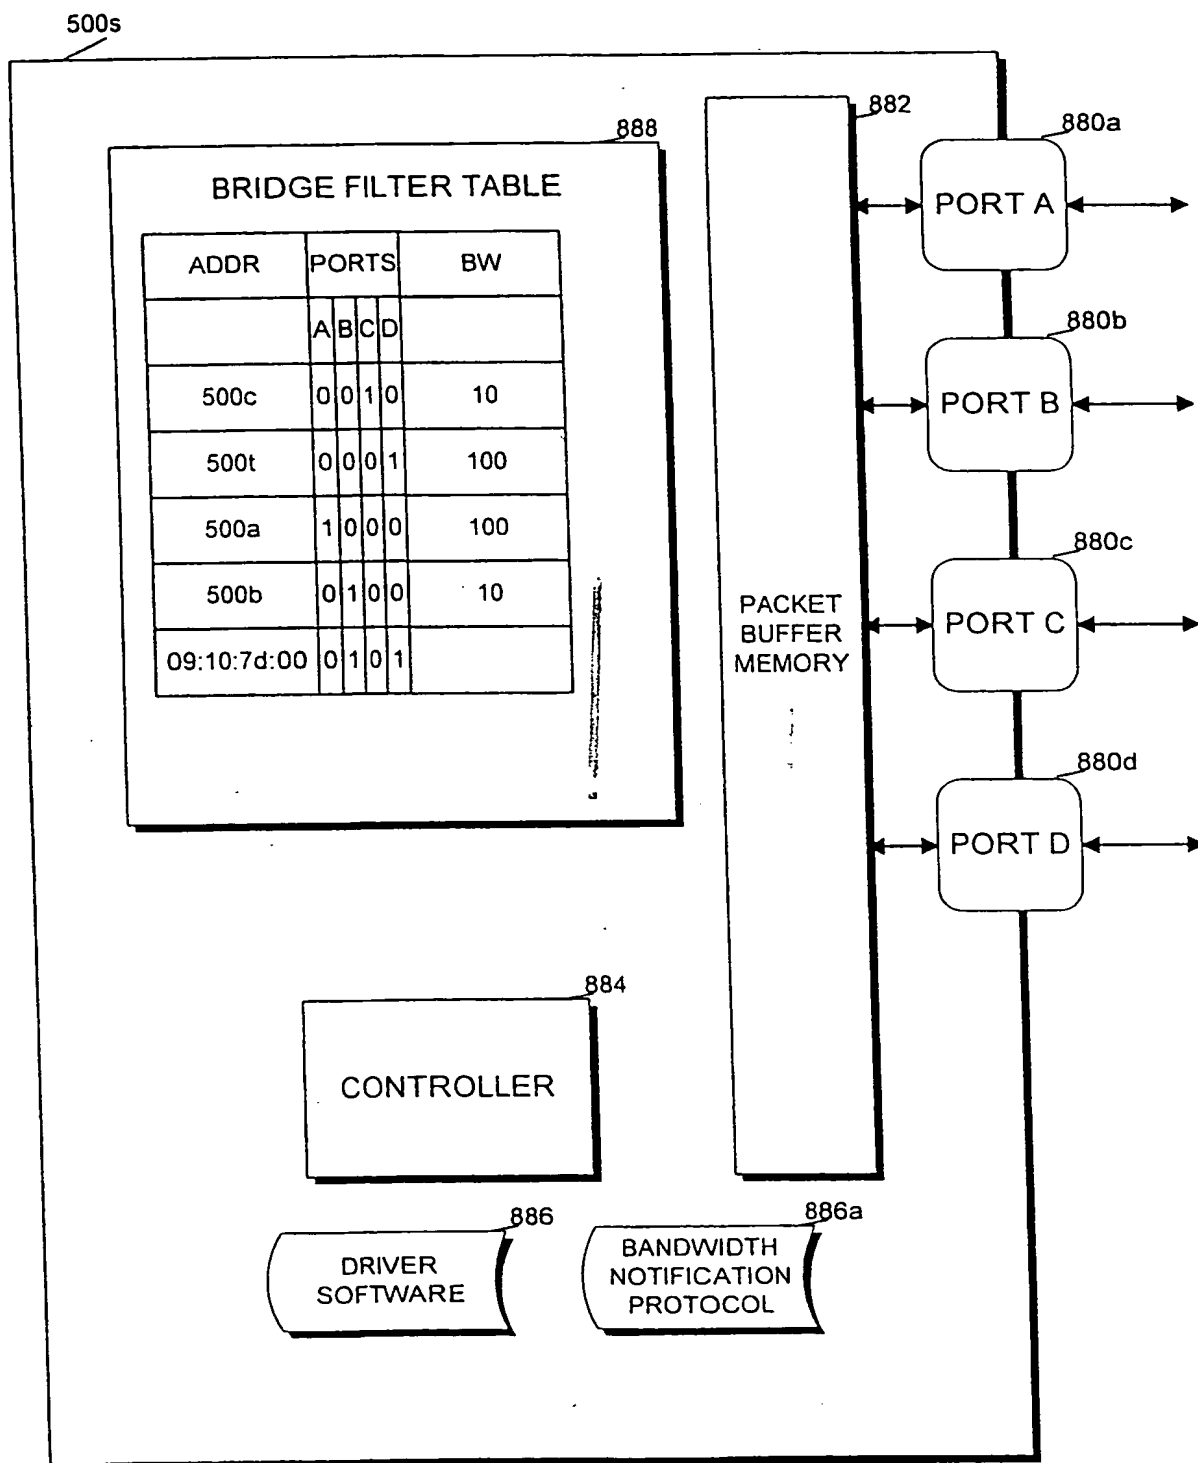 500s
882
880a
888
BRIDGE FILTER TABLE
PORT A
ADDR PORTS BW
A B C D
880b
500c 0 0 1 0 10
PORT B
500t 0 0 0 1 100
500a 1 0 0 0 100
880c
500b 0 1 0 0 10
PACKET
BUFFER
MEMORY
PORT C
09:10:7d:00 0 1 0 1
880d
PORT D
884
CONTROLLER
886
DRIVER
SOFTWARE
886a
BANDWIDTH
NOTIFICATION
PROTOCOL